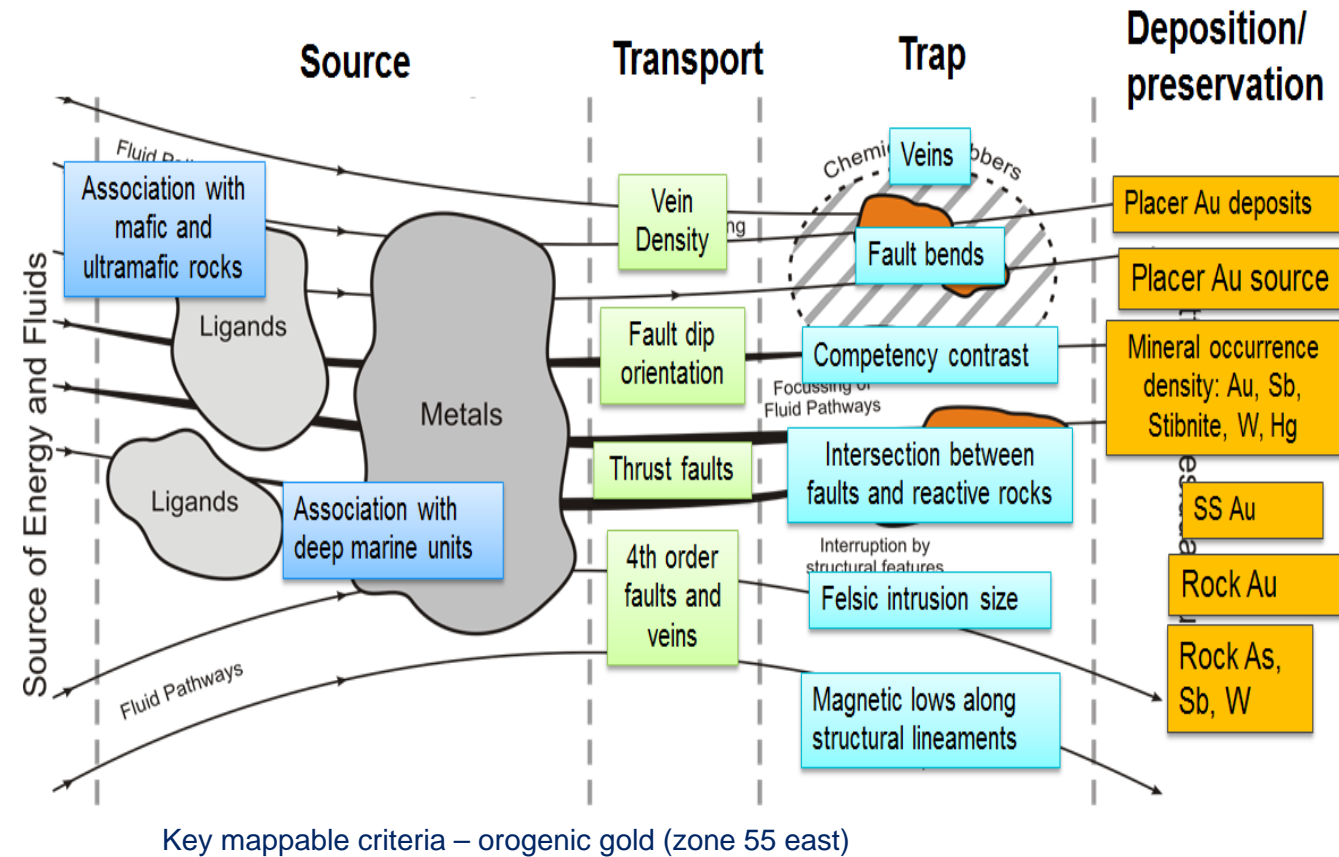 Source
Transport
Trap
Deposition/
preservation
Source of Energy and Fluids
Association with
mafic and
ultramafic rocks
Ligands
Ligands
Metals
Association with
deep marine units
Fluid Pathways
Vein
Density
Fault dip
orientation
Thrust faults
4th order
faults and
veins
Veins
Fault bends
Competency contrast
Focussing of
Fluid Pathways
Intersection between
faults and reactive rocks
Interruption by
structural features
Felsic intrusion size
Magnetic lows along
structural lineaments
Placer Au deposits
Placer Au source
Mineral occurrence
density: Au, Sb,
Stibnite, W, Hg
SS Au
Rock Au
Rock As,
Sb, W
Key mappable criteria – orogenic gold (zone 55 east)